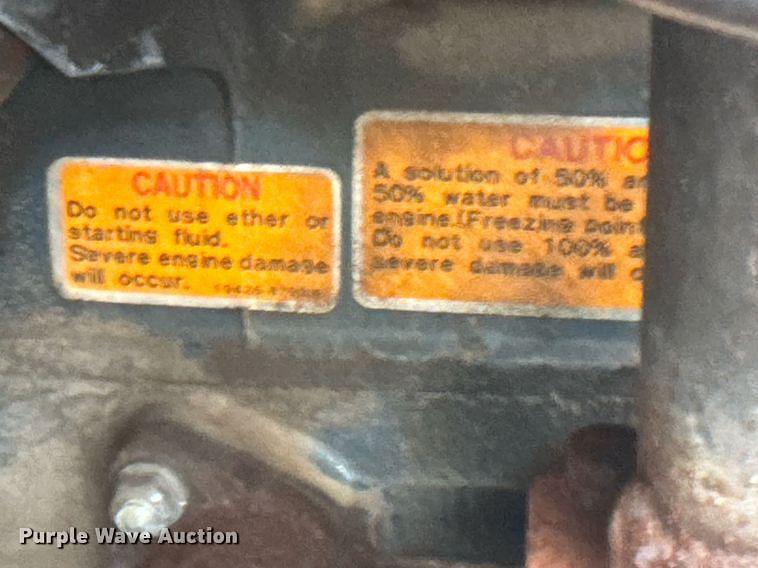 CAUTION
Do not use ether or
starting fluid.
Severe engine damage
will occur.
CAUTIO
A solution of 50% a
50% water must be
engine.(Freezing poin
Do not use 100% a
severe damage will
Purple Wave Auction